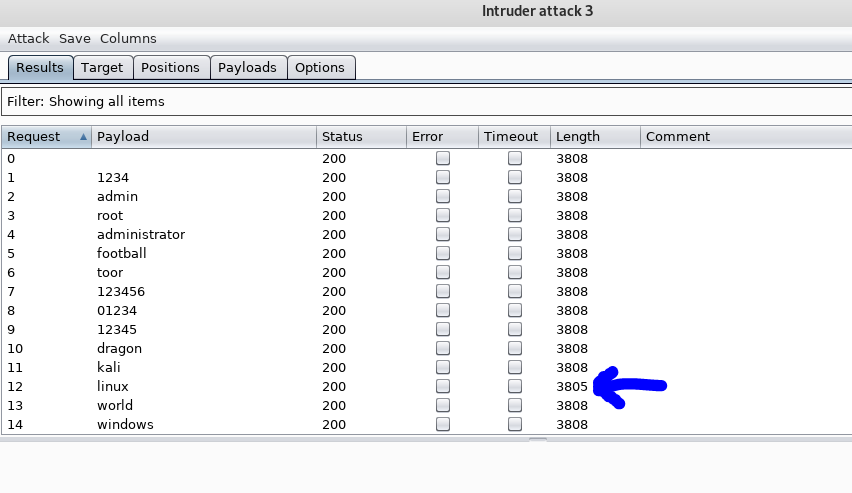 Intruder attack 3
Attack Save Columns
Results Target Positions Payloads Options
Filter: Showing all items
Request Payload Status Error Timeout Length Comment
0 200 3808
1 1234 200 3808
2 admin 200 3808
3 root 200 3808
4 administrator 200 3808
5 football 200 3808
6 toor 200 3808
7 123456 200 3808
8 01234 200 3808
9 12345 200 3808
10 dragon 200 3808
11 kali 200 3808
12 linux 200 3805
13 world 200 3808
14 windows 200 3808